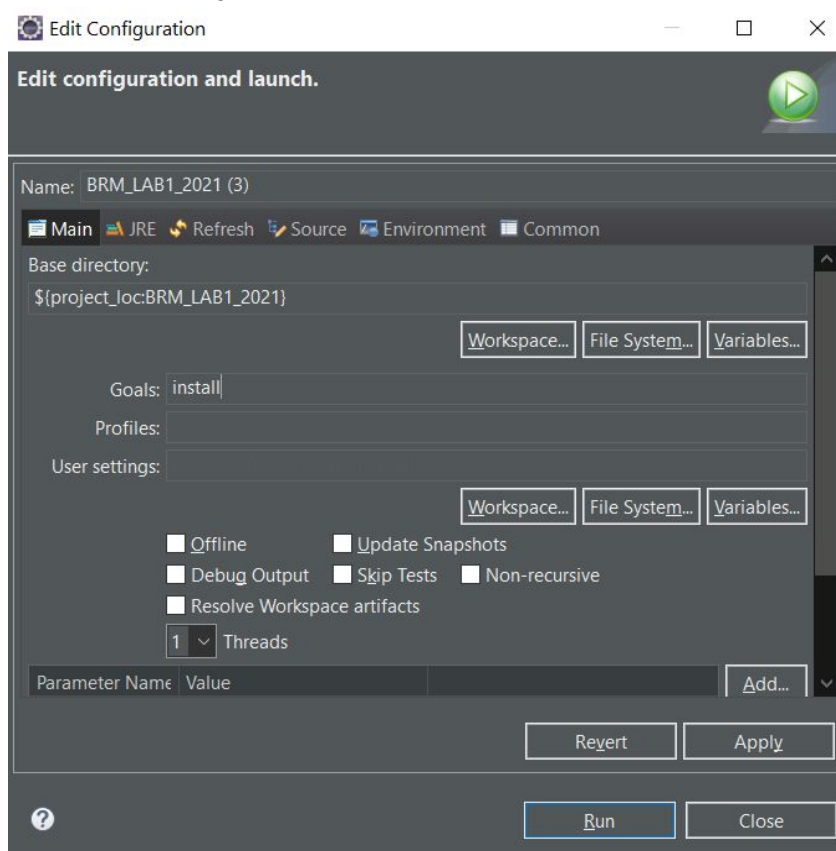 Edit Configuration
Edit configuration and launch.
Name: BRM_LAB1_2021 (3)
Main JRE Refresh Source Environment Common
Base directory:
${project_loc:BRM_LAB1_2021}
Workspace... File System... Variables...
Goals: install
Profiles:
User settings:
Workspace... File System... Variables...
Offline Update Snapshots
Debug Output Skip Tests Non-recursive
Resolve Workspace artifacts
1 Threads
Parameter Name Value Add...
Revert Apply
? Run Close